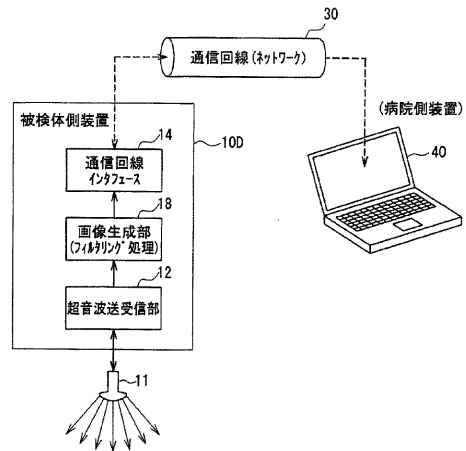 30
通信回線(ネットワーク)
(病院側装置)
40
被検体側装置
10D
14
通信回線
インタフェース
18
画像生成部
(フィルタリング処理)
12
超音波送受信部
11